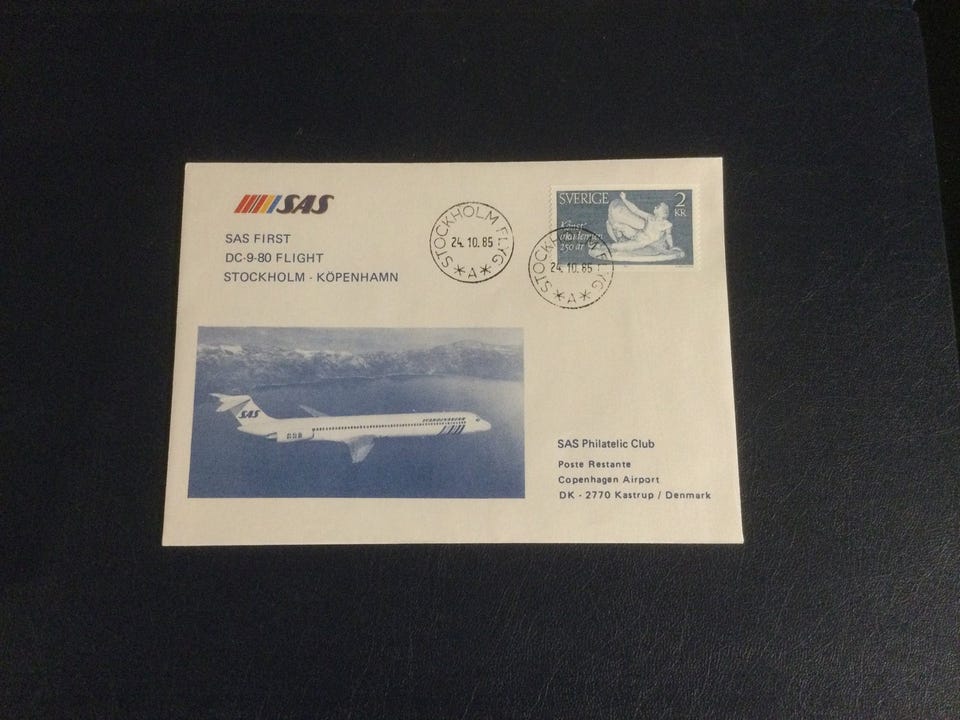 SAS
SAS FIRST
DC-9-80 FLIGHT
STOCKHOLM - KÖPENHAMN
STOCKHOLM FLYG
24.10.85
*A*
SVERIGE 2
KR
250 år
STOCKHOLM FLYG
24.10.85
*A*
SAS
SAS Philatelic Club
Poste Restante
Copenhagen Airport
DK - 2770 Kastrup / Denmark